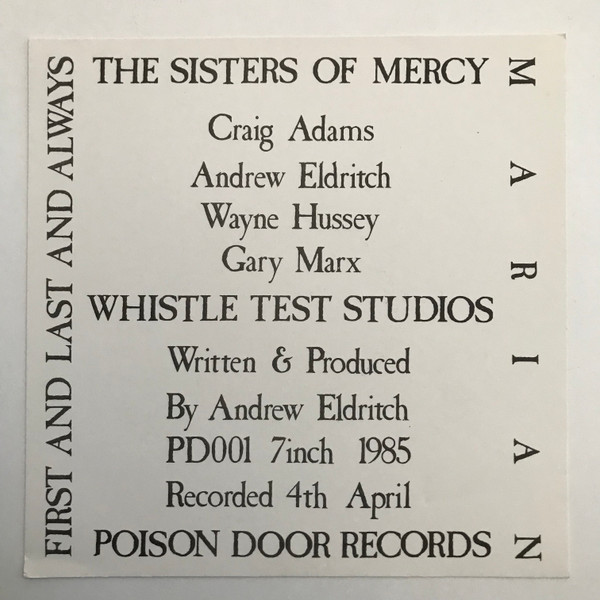 THE SISTERS OF MERCY
Craig Adams
Andrew Eldritch
Wayne Hussey
Gary Marx
WHISTLE TEST STUDIOS
Written & Produced
By Andrew Eldritch
PD001 7inch 1985
Recorded 4th April
POISON DOOR RECORDS
FIRST AND LAST AND ALWAYS
MARIAN